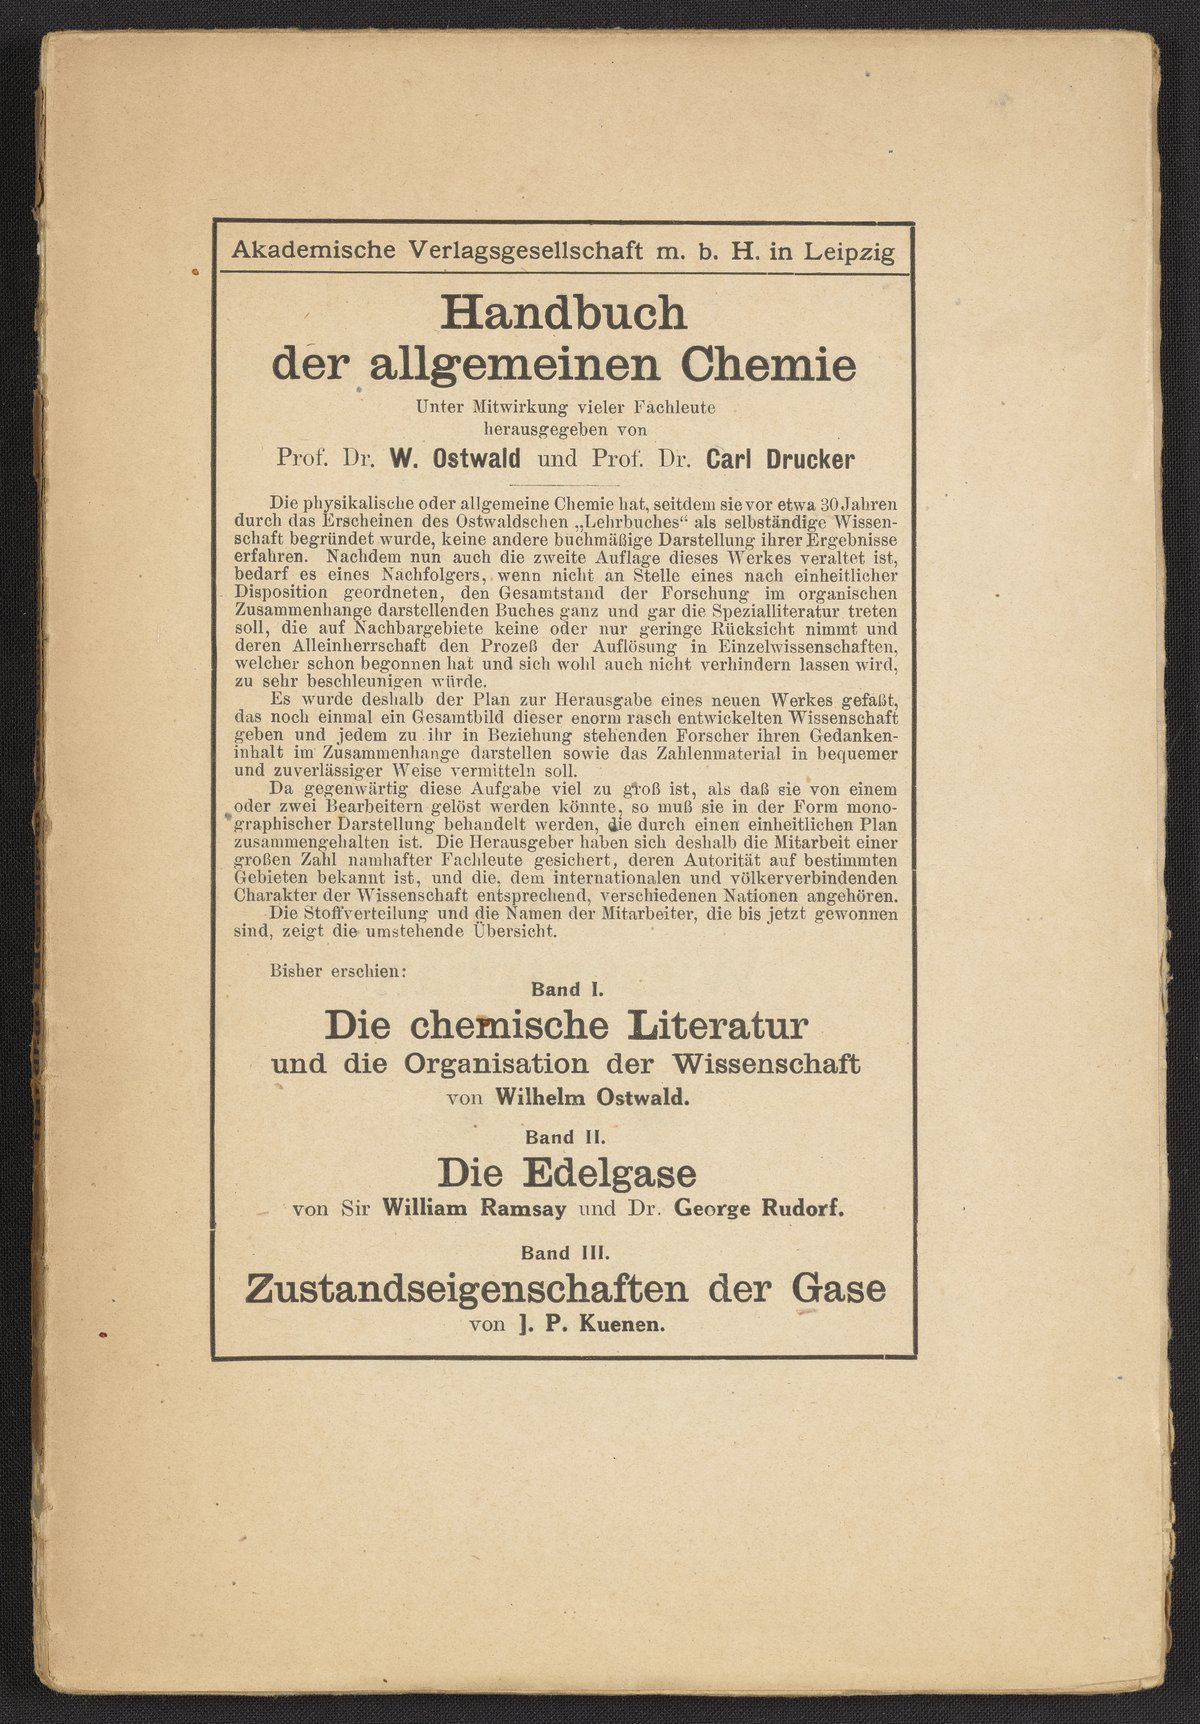 Akademische Verlagsgesellschaft m. b. H. in Leipzig
Handbuch
der allgemeinen Chemie
Unter Mitwirkung vieler Fachleute
herausgegeben von
Prof. Dr. W. Ostwald und Prof. Dr. Carl Drucker
Die physikalische oder allgemeine Chemie hat, seitdem sie vor etwa 30 Jahren
durch das Erscheinen des Ostwaldschen „Lehrbuches“ als selbständige Wissen-
schaft begründet wurde, keine andere buchmäßige Darstellung ihrer Ergebnisse
erfahren. Nachdem nun auch die zweite Auflage dieses Werkes veraltet ist,
bedarf es eines Nachfolgers, wenn nicht an Stelle eines nach einheitlicher
Disposition geordneten, den Gesamtstand der Forschung im organischen
Zusammenhange darstellenden Buches ganz und gar die Spezialliteratur treten
soll, die auf Nachbargebiete keine oder nur geringe Rücksicht nimmt und
deren Alleinherrschaft den Prozeß der Auflösung in Einzelwissenschaften,
welcher schon begonnen hat und sich wohl auch nicht verhindern lassen wird,
zu sehr beschleunigen würde.
Es wurde deshalb der Plan zur Herausgabe eines neuen Werkes gefaßt,
das noch einmal ein Gesamtbild dieser enorm rasch entwickelten Wissenschaft
geben und jedem zu ihr in Beziehung stehenden Forscher ihren Gedanken-
inhalt im Zusammenhange darstellen sowie das Zahlenmaterial in bequemer
und zuverlässiger Weise vermitteln soll.
Da gegenwärtig diese Aufgabe viel zu groß ist, als daß sie von einem
oder zwei Bearbeitern gelöst werden könnte, so muß sie in der Form mono-
graphischer Darstellung behandelt werden, die durch einen einheitlichen Plan
zusammengehalten ist. Die Herausgeber haben sich deshalb die Mitarbeit einer
großen Zahl namhafter Fachleute gesichert, deren Autorität auf bestimmten
Gebieten bekannt ist, und die, dem internationalen und völkerverbindenden
Charakter der Wissenschaft entsprechend, verschiedenen Nationen angehören.
Die Stoffverteilung und die Namen der Mitarbeiter, die bis jetzt gewonnen
sind, zeigt die umstehende Übersicht.
Bisher erschien:
Band I.
Die chemische Literatur
und die Organisation der Wissenschaft
von Wilhelm Ostwald.
Band II.
Die Edelgase
von Sir William Ramsay und Dr. George Rudorf.
Band III.
Zustandseigenschaften der Gase
von J. P. Kuenen.